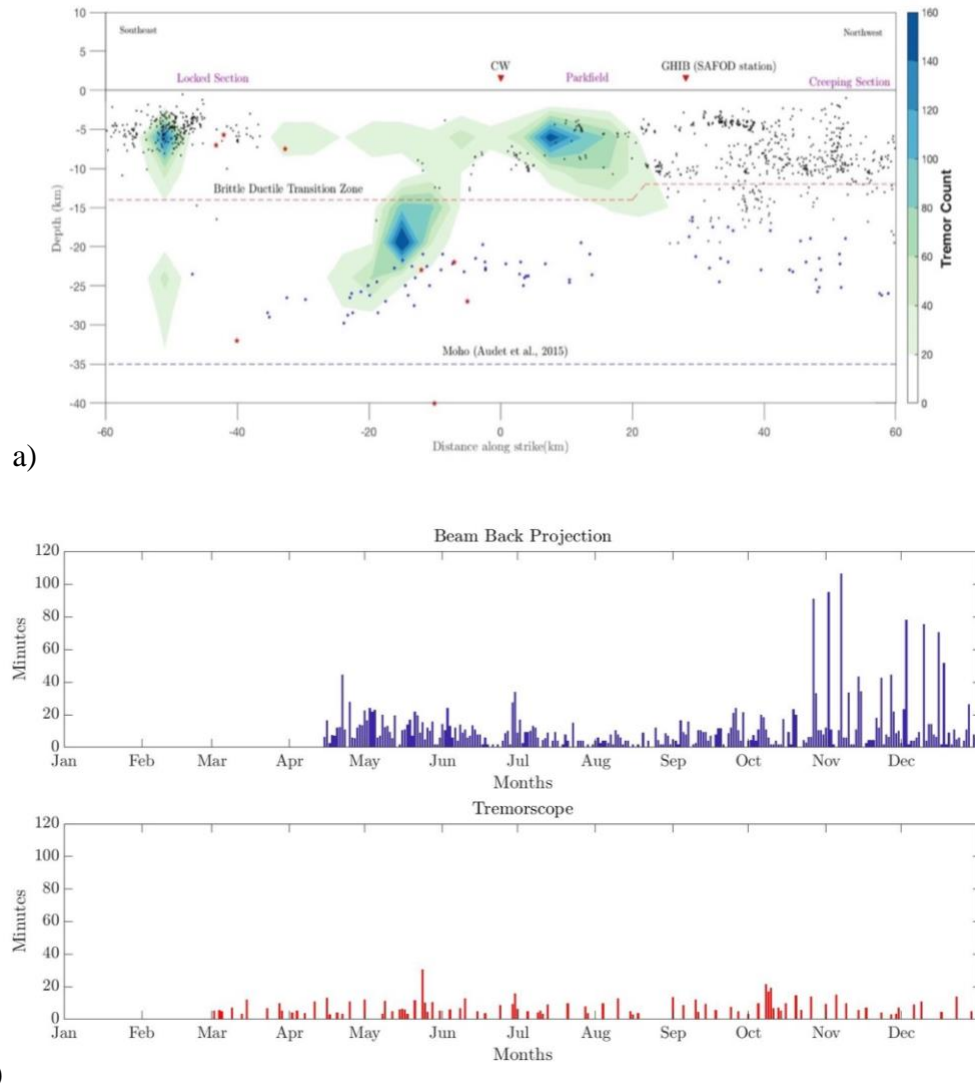 10
Southeast
Northwest
160
5
CW
GHIB (SAFOD station)
140
Locked Section
Parkfield
Creeping Section
0
120
-5
100
-10
Brittle Ductile Transition Zone
80
Depth (km)
-15
Tremor Count
-20
60
-25
40
-30
Moho (Audet et al., 2015)
20
-35
-40
0
-60 -40 -20 0 20 40 60
Distance along strike(km)
a)
Beam Back Projection
120
100
80
60
40
20
0
Minutes
Jan Feb Mar Apr May Jun Jul Aug Sep Oct Nov Dec
Months
Tremorscope
120
100
80
60
40
20
0
Minutes
Jan Feb Mar Apr May Jun Jul Aug Sep Oct Nov Dec
Months
)